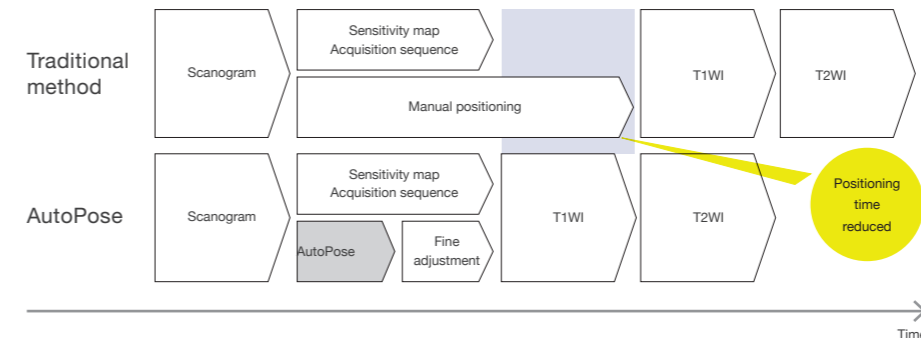 Traditional
method
Scanogram
Sensitivity map
Acquisition sequence
Manual positioning
T1WI
T2WI
AutoPose
Scanogram
Sensitivity map
Acquisition sequence
AutoPose
Fine
adjustment
T1WI
T2WI
Positioning
time
reduced
Time